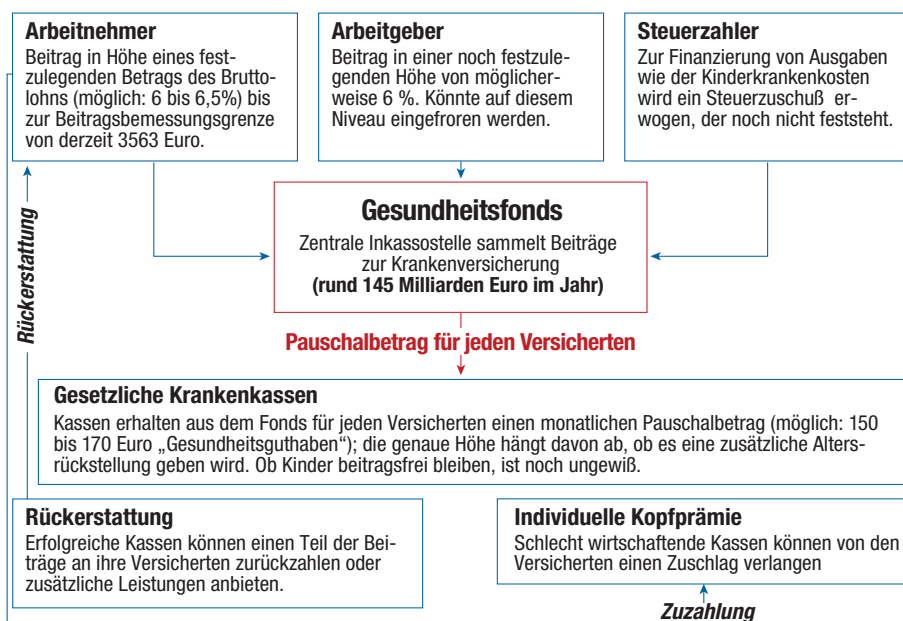 Arbeitnehmer
Beitrag in Höhe eines fest-
zulegenden Betrags des Brutto-
lohns (möglich: 6 bis 6,5%) bis
zur Beitragsbemessungsgrenze
von derzeit 3563 Euro.
Arbeitgeber
Beitrag in einer noch festzule-
genden Höhe von möglicher-
weise 6 %. Könnte auf diesem
Niveau eingefroren werden.
Steuerzahler
Zur Finanzierung von Ausgaben
wie der Kinderkrankenkosten
wird ein Steuerzuschuß er-
wogen, der noch nicht feststeht.
Rückerstattung
Gesundheitsfonds
Zentrale Inkassostelle sammelt Beiträge
zur Krankenversicherung
(rund 145 Milliarden Euro im Jahr)
Pauschalbetrag für jeden Versicherten
Gesetzliche Krankenkassen
Kassen erhalten aus dem Fonds für jeden Versicherten einen monatlichen Pauschalbetrag (möglich: 150
bis 170 Euro „Gesundheitsguthaben“); die genaue Höhe hängt davon ab, ob es eine zusätzliche Alters-
rückstellung geben wird. Ob Kinder beitragsfrei bleiben, ist noch ungewiß.
Rückerstattung
Erfolgreiche Kassen können einen Teil der Bei-
träge an ihre Versicherten zurückzahlen oder
zusätzliche Leistungen anbieten.
Individuelle Kopfprämie
Schlecht wirtschaftende Kassen können von den
Versicherten einen Zuschlag verlangen
Zuzahlung